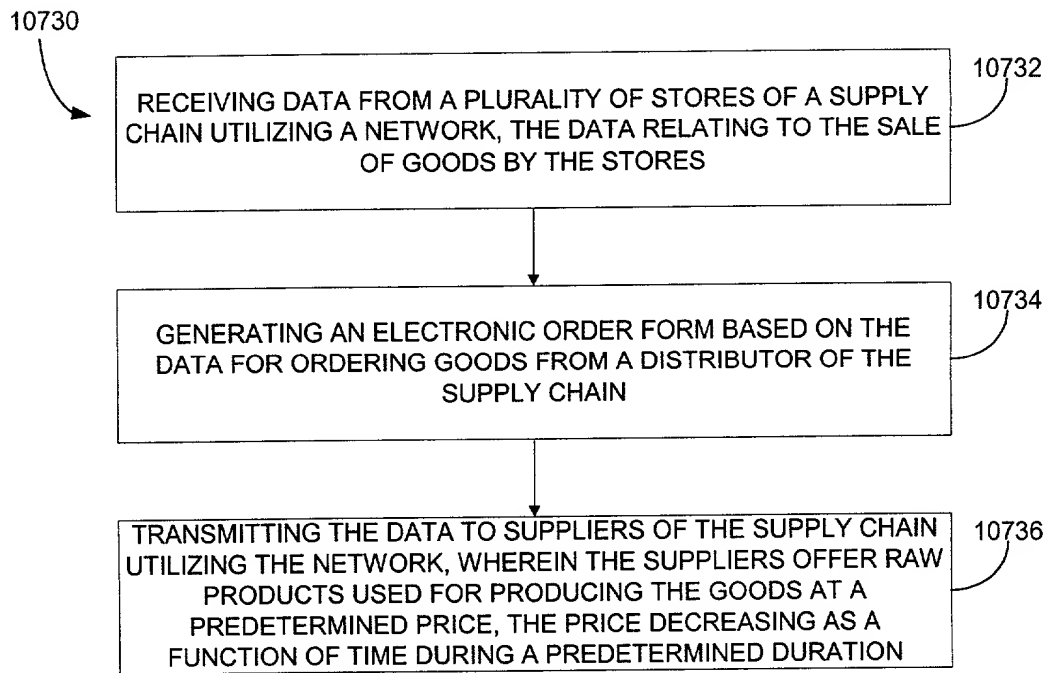 10730
10732
RECEIVING DATA FROM A PLURALITY OF STORES OF A SUPPLY
CHAIN UTILIZING A NETWORK, THE DATA RELATING TO THE SALE
OF GOODS BY THE STORES
10734
GENERATING AN ELECTRONIC ORDER FORM BASED ON THE
DATA FOR ORDERING GOODS FROM A DISTRIBUTOR OF THE
SUPPLY CHAIN
10736
TRANSMITTING THE DATA TO SUPPLIERS OF THE SUPPLY CHAIN
UTILIZING THE NETWORK, WHEREIN THE SUPPLIERS OFFER RAW
PRODUCTS USED FOR PRODUCING THE GOODS AT A
PREDETERMINED PRICE, THE PRICE DECREASING AS A
FUNCTION OF TIME DURING A PREDETERMINED DURATION